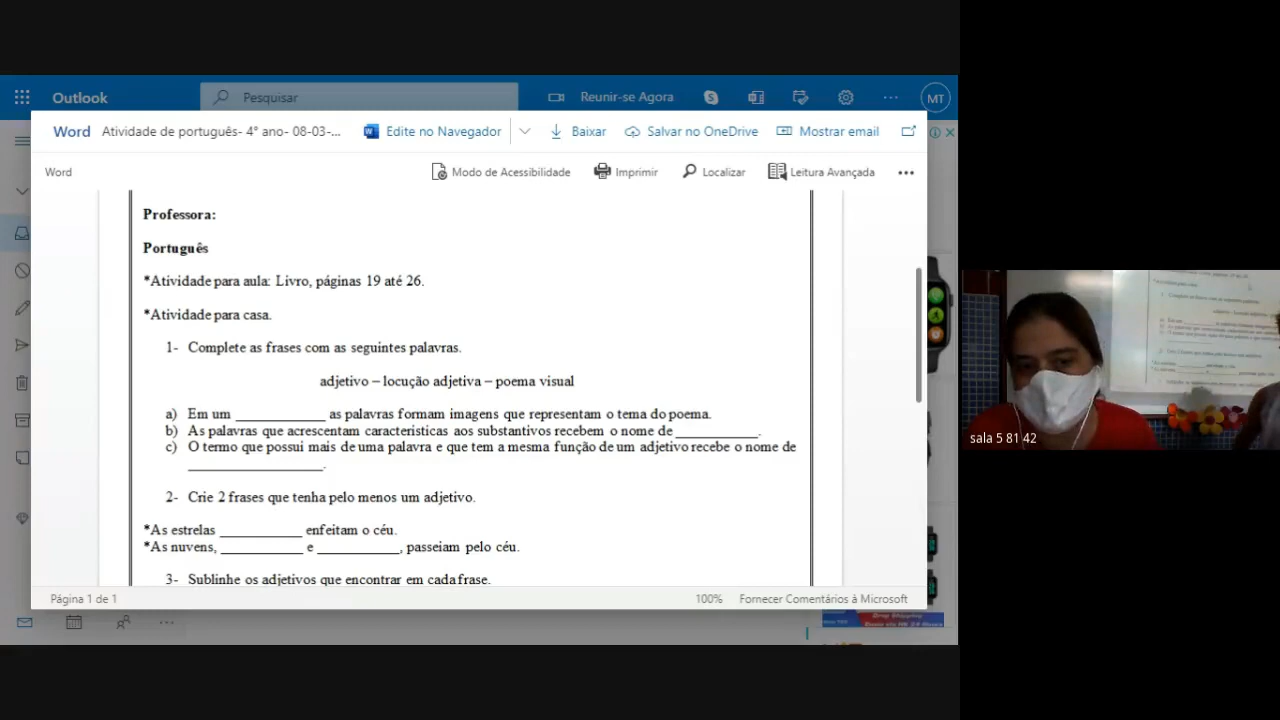 Outlook
Pesquisar
Reunir-se Agora
MT
Word Atividade de português- 4° ano- 08-03-...
Edite no Navegador
Baixar
Salvar no OneDrive
Mostrar email
Word
Modo de Acessibilidade
Imprimir
Localizar
Leitura Avançada
Professora:
Português
*Atividade para aula: Livro, páginas 19 até 26.
*Atividade para casa.
1- Complete as frases com as seguintes palavras.
adjetivo – locução adjetiva – poema visual
a) Em um ____________ as palavras formam imagens que representam o tema do poema.
b) As palavras que acrescentam caracteristicas aos substantivos recebem o nome de ___________.
c) O termo que possui mais de uma palavra e que tem a mesma função de um adjetivo recebe o nome de
__________________.
2- Crie 2 frases que tenha pelo menos um adjetivo.
*As estrelas ___________ enfeitam o céu.
*As nuvens, ___________ e ___________, passeiam pelo céu.
3- Sublinhe os adjetivos que encontrar em cada frase.
Página 1 de 1
100%
Fornecer Comentários à Microsoft
sala 5 81 42